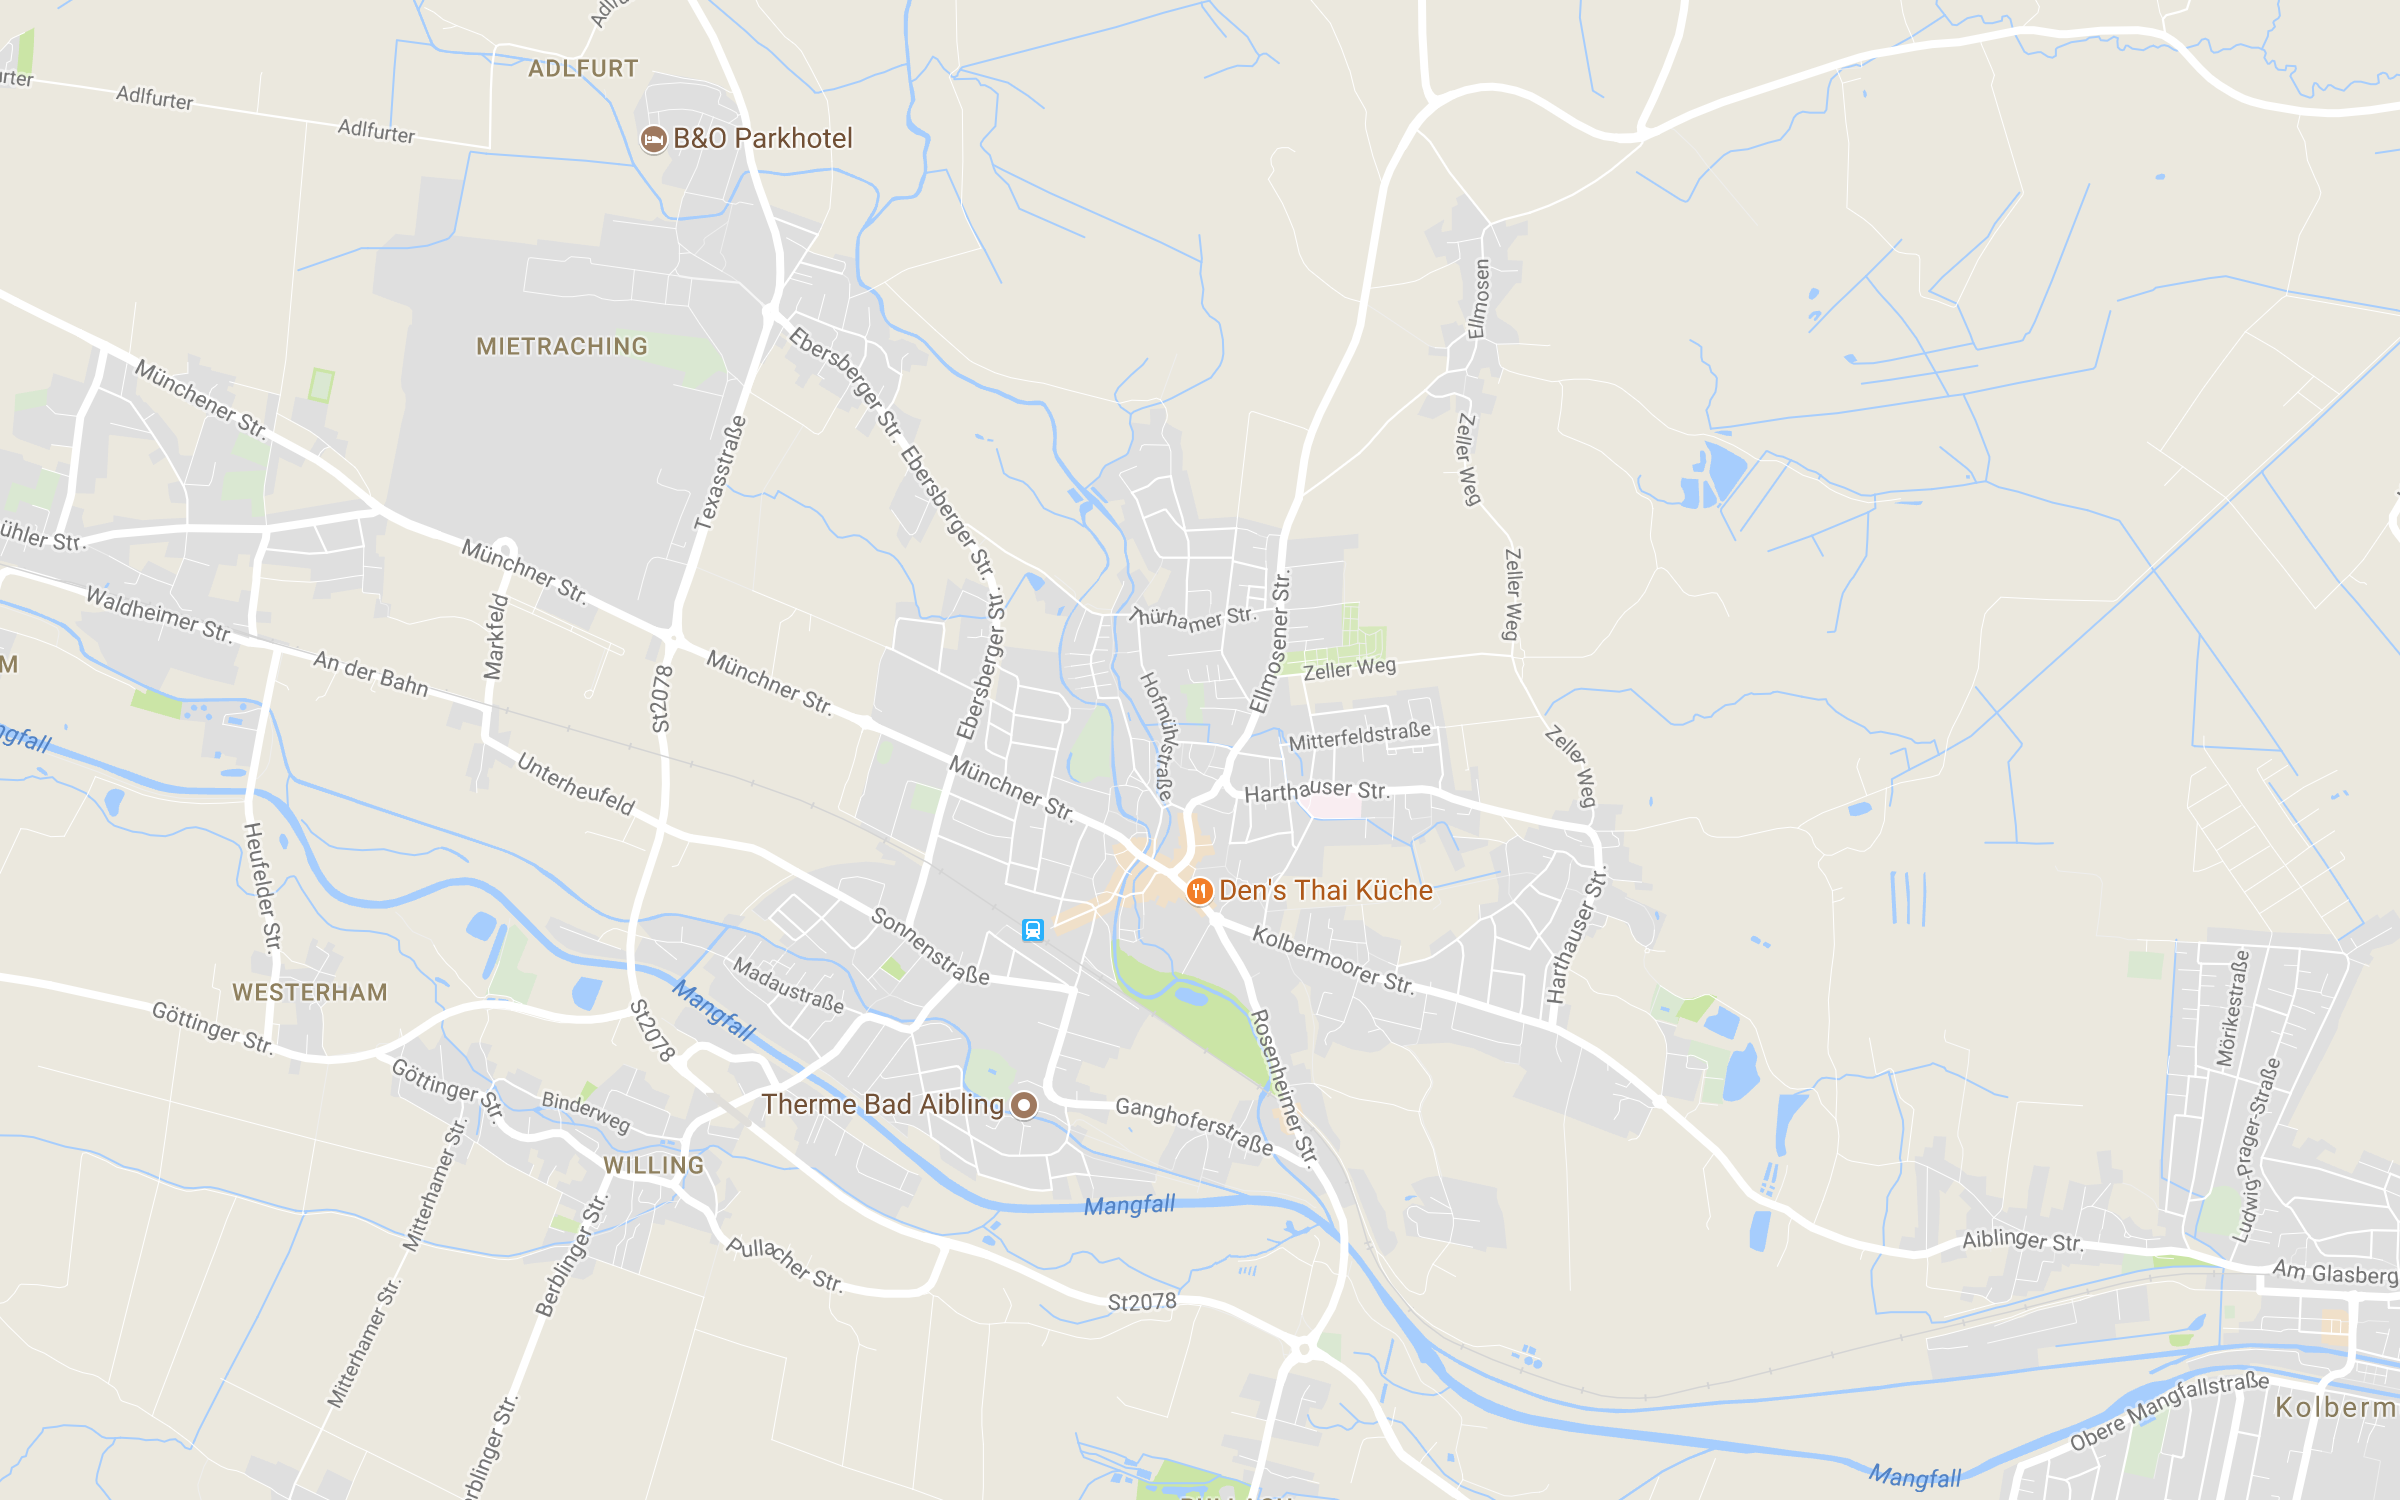 Adlfurter
ADLFURT
Adlfurter
Adlfurter
B&O Parkhotel
Ellmosen
MIETRACHING
Ebersberger Str.
Münchener Str.
Texasstraße
Ebersberger Str.
Zeller Weg
Münchner Str.
Waldheimer Str.
Markfeld
Ebersberger Str.
Thürhamer Str.
Ellmosener Str.
Zeller Weg
An der Bahn
St2078
Münchner Str.
Zeller Weg
Hofmühlstraße
Mitterfeldstraße
Zeller Weg
Unterheufeld
Münchner Str.
Harthauser Str.
Heufelder Str.
Den's Thai Küche
Sonnenstraße
Kolbermoorer Str.
Harthauser Str.
WESTERHAM
Madaustraße
Mangfall
Mörikestraße
Göttinger Str.
St2078
Rosenheimer Str.
Göttinger Str.
Binderweg
Therme Bad Aibling
Ganghoferstraße
Ludwig-Prager-Straße
Mitterhamer Str.
WILLING
Mangfall
Berblinger Str.
Pullacher Str.
Aiblinger Str.
Am Glasberg
Mitterhamer Str.
St2078
Obere Mangfallstraße
Kolberm
Mangfall